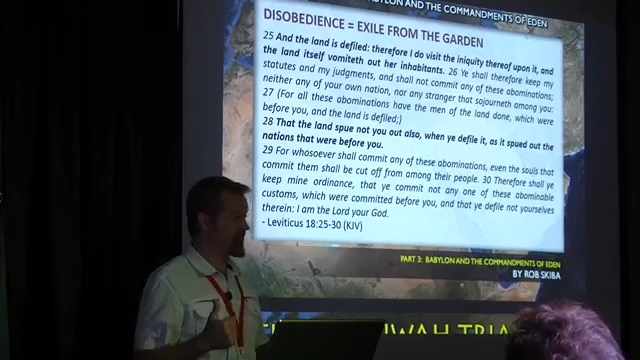 BYLON AND THE COMMANDMENTS OF EDEN
DISOBEDIENCE = EXILE FROM THE GARDEN
25 And the land is defiled: therefore I do visit the iniquity thereof upon it, and
the land itself vomiteth out her inhabitants. 26 Ye shall therefore keep my
statutes and my judgments, and shall not commit any of these abominations;
neither any of your own nation, nor any stranger that sojourneth among you:
27 (For all these abominations have the men of the land done, which were
before you, and the land is defiled;)
28 That the land spue not you out also, when ye defile it, as it spued out the
nations that were before you.
29 For whosoever shall commit any of these abominations, even the souls that
commit them shall be cut off from among their people. 30 Therefore shall ye
keep mine ordinance, that ye commit not any one of these abominable
customs, which were committed before you, and that ye defile not yourselves
therein: I am the Lord your God.
- Leviticus 18:25-30 (KJV)
PART 3: BABYLON AND THE COMMANDMENTS OF EDEN
BY ROB SKIBA